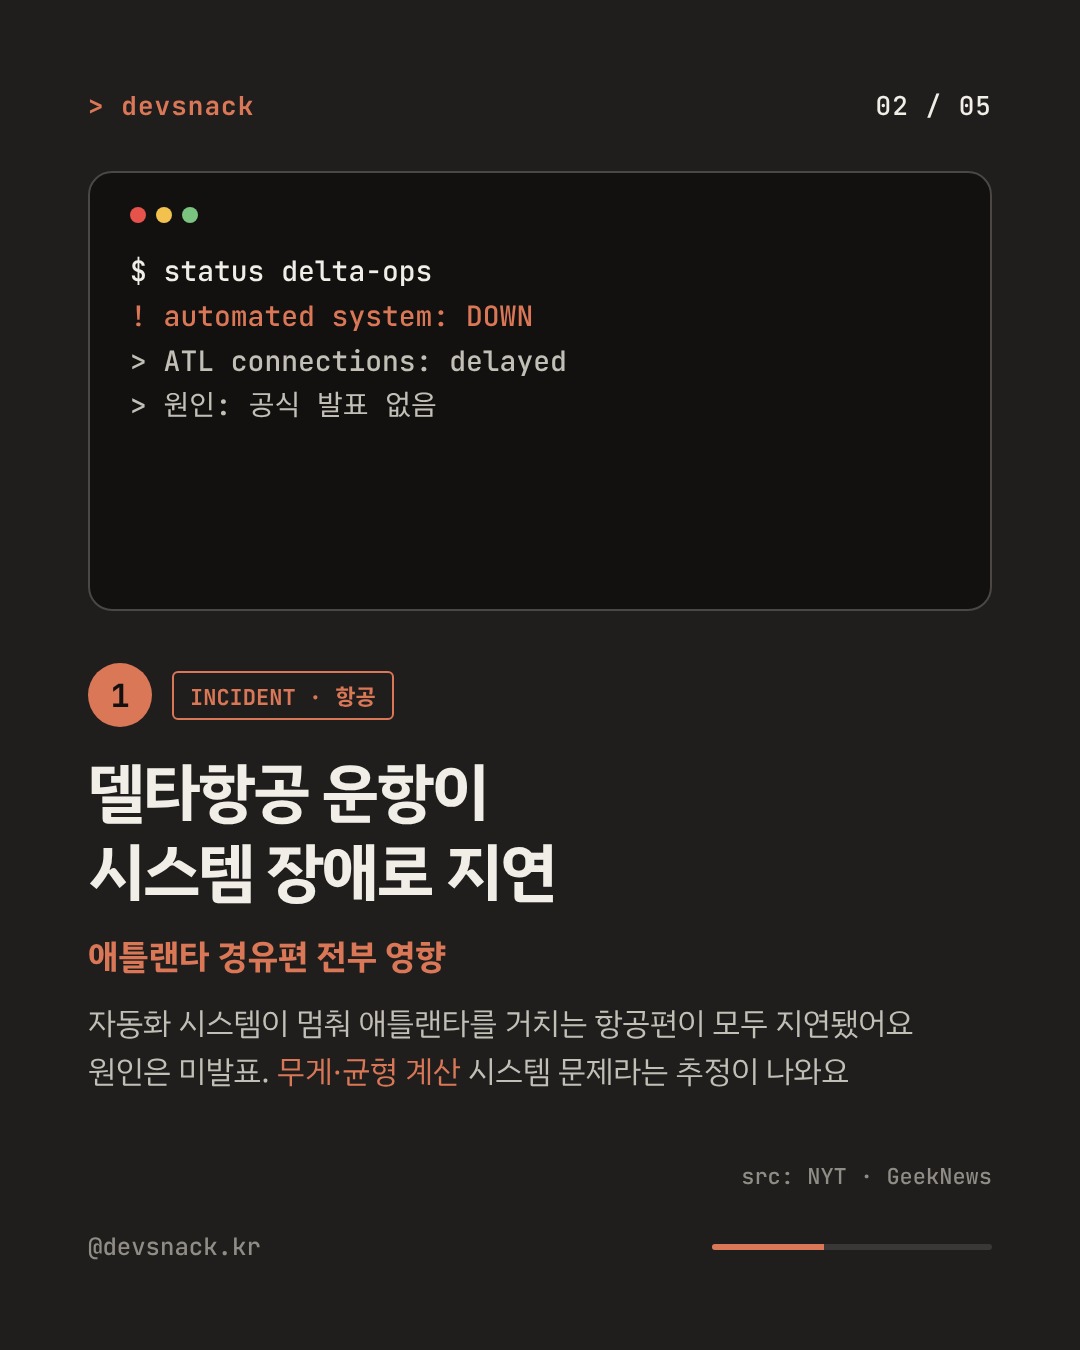 > devsnack
02 / 05
$ status delta-ops
! automated system: DOWN
> ATL connections: delayed
> 원인: 공식 발표 없음
1
INCIDENT · 항공
델타항공 운항이
시스템 장애로 지연
애틀랜타 경유편 전부 영향
자동화 시스템이 멈춰 애틀랜타를 거치는 항공편이 모두 지연됐어요
원인은 미발표. 무게·균형 계산 시스템 문제라는 추정이 나와요
src: NYT · GeekNews
@devsnack.kr